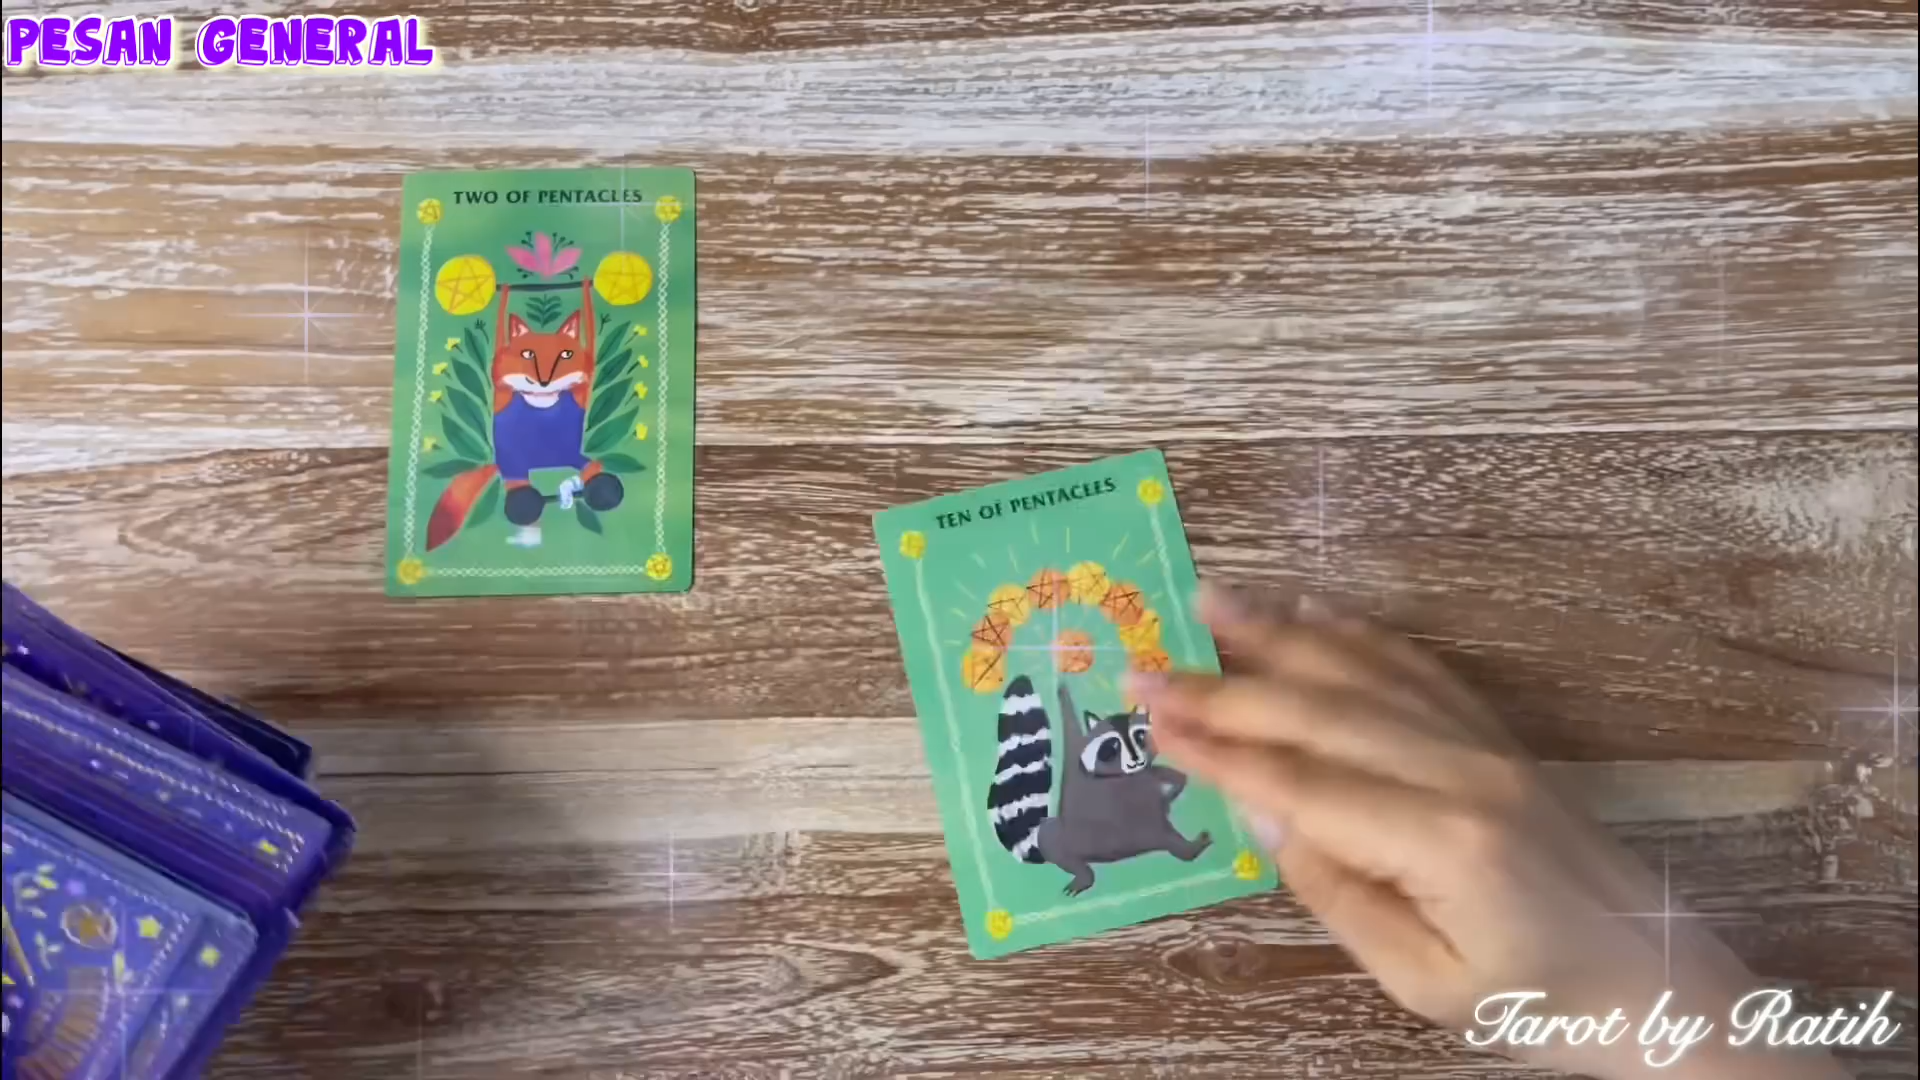 PESAN GENERAL
TWO OF PENTACLES
TEN OF PENTACLES
Tarot by Ratih